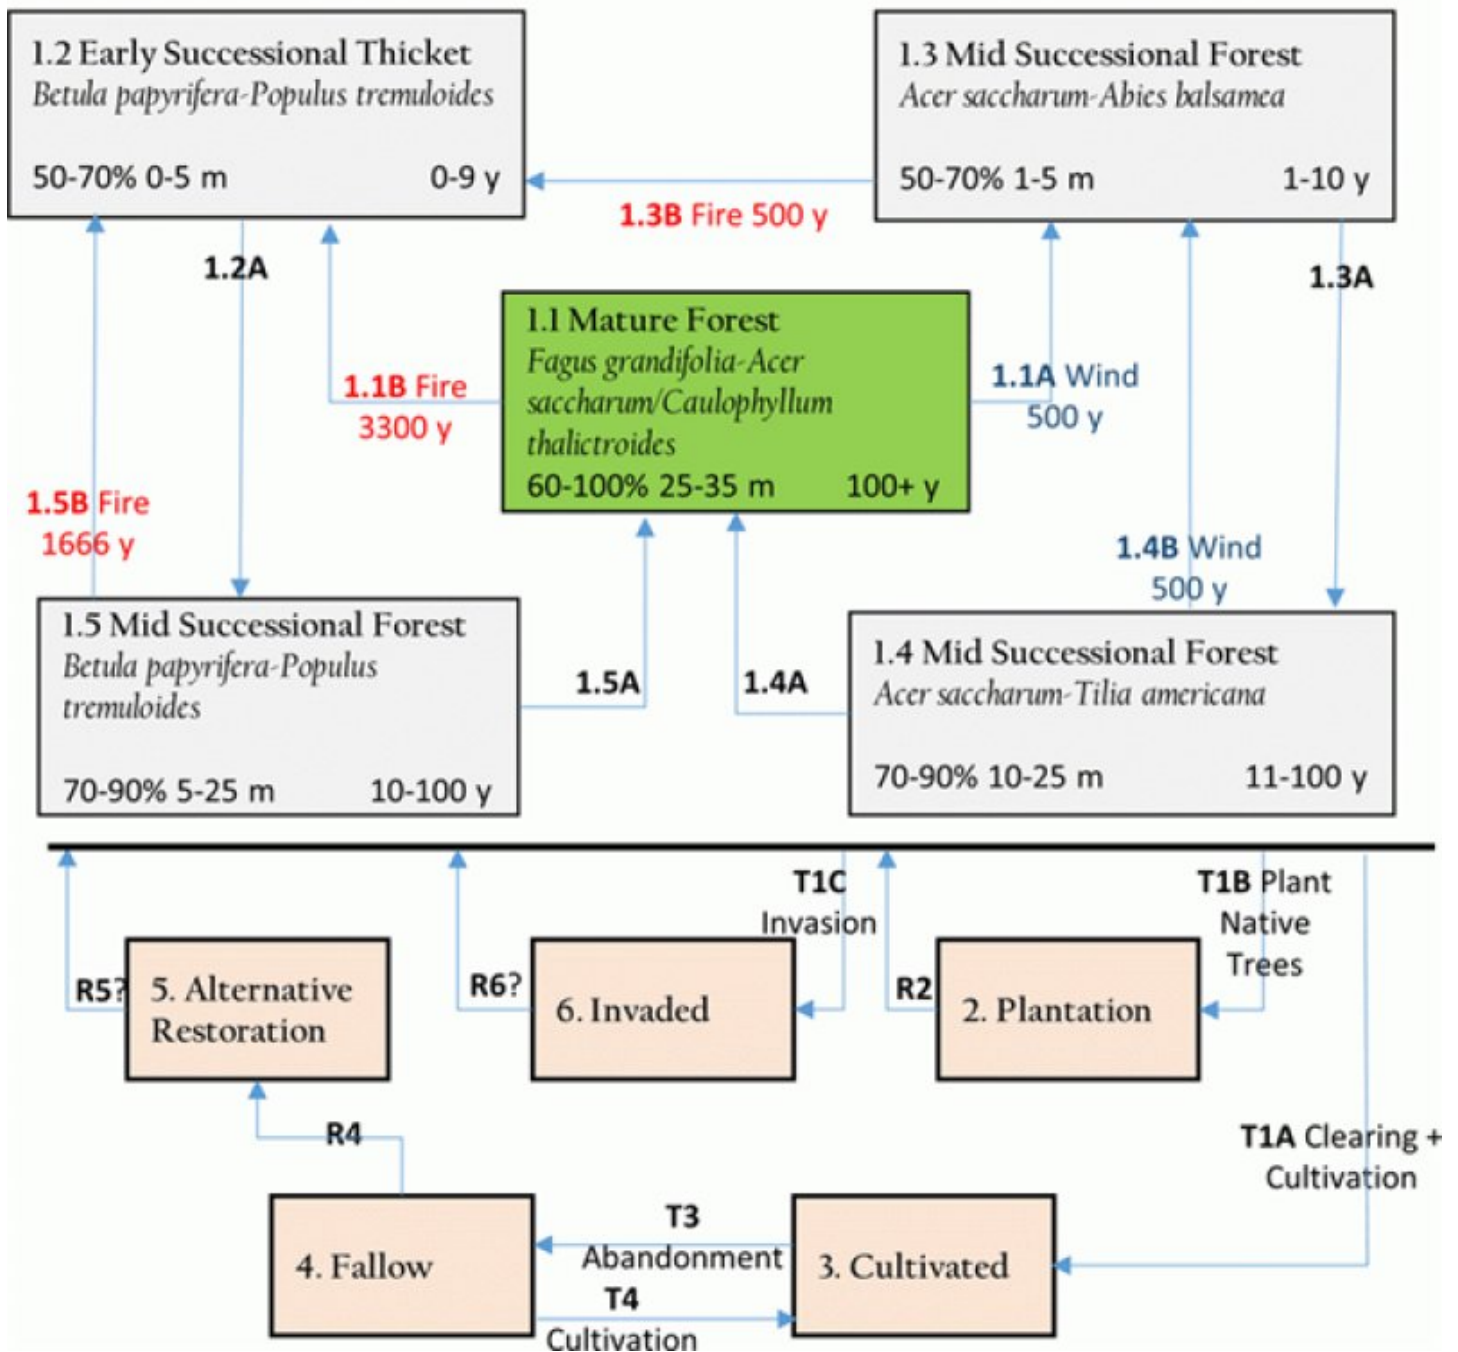 1.2 Early Successional Thicket
Betula papyrifera-Populus tremuloides
50-70% 0-5 m 0-9 y
1.3 Mid Successional Forest
Acer saccharum-Abies balsamea
50-70% 1-5 m 1-10 y
1.3B Fire 500 y
1.2A
1.3A
1.1 Mature Forest
Fagus grandifolia-Acer
saccharum/Caulophyllum
thalictroides
60-100% 25-35 m 100+ y
1.1B Fire
3300 y
1.1A Wind
500 y
1.5B Fire
1666 y
1.4B Wind
500 y
1.5 Mid Successional Forest
Betula papyrifera-Populus
tremuloides
70-90% 5-25 m 10-100 y
1.5A
1.4A
1.4 Mid Successional Forest
Acer saccharum-Tilia americana
70-90% 10-25 m 11-100 y
T1C
Invasion
T1B Plant
Native
Trees
R5?
5. Alternative
Restoration
R6?
6. Invaded
R2
2. Plantation
R4
T1A Clearing +
Cultivation
4. Fallow
T3
Abandonment
T4
Cultivation
3. Cultivated